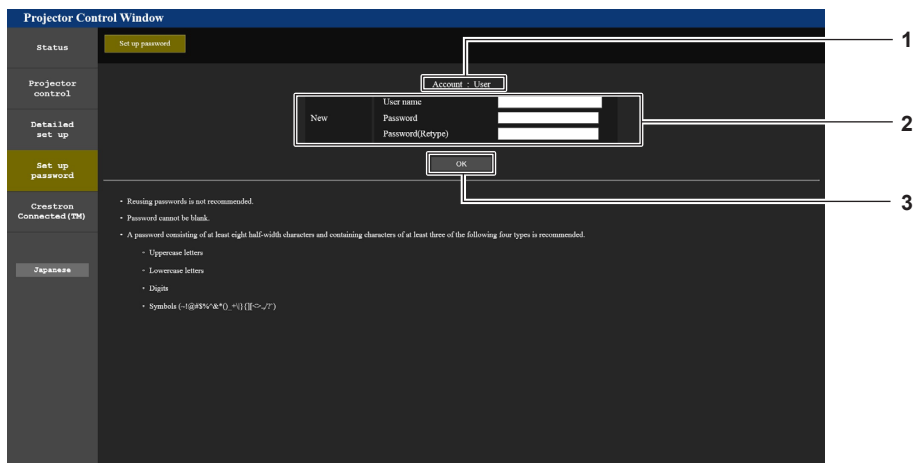 Projector Control Window
Status
Set up password
1
Projector
control
Account : User
User name
New
Password
Password(Retype)
2
Detailed
set up
OK
Set up
password
3
Crestron
Connected(TM)
• Reusing passwords is not recommended.
• Password cannot be blank.
• A password consisting of at least eight half-width characters and containing characters of at least three of the following four types is recommended.
- Uppercase letters
- Lowercase letters
- Digits
- Symbols
Japanese